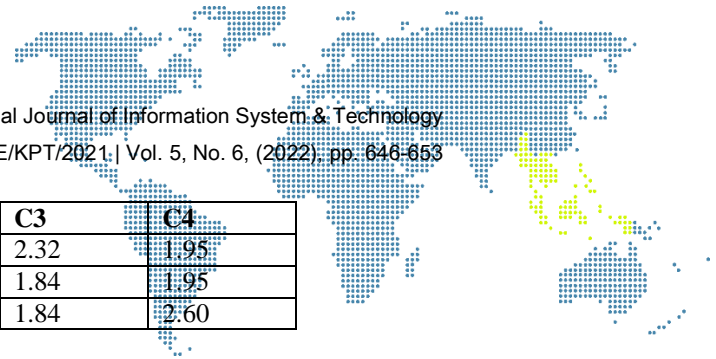 al Journal of Information System & Technology
E/KPT/2021 | Vol. 5, No. 6, (2022), pp. 646-653
C3 C4
2.32 1.95
1.84 1.95
1.84 2.60